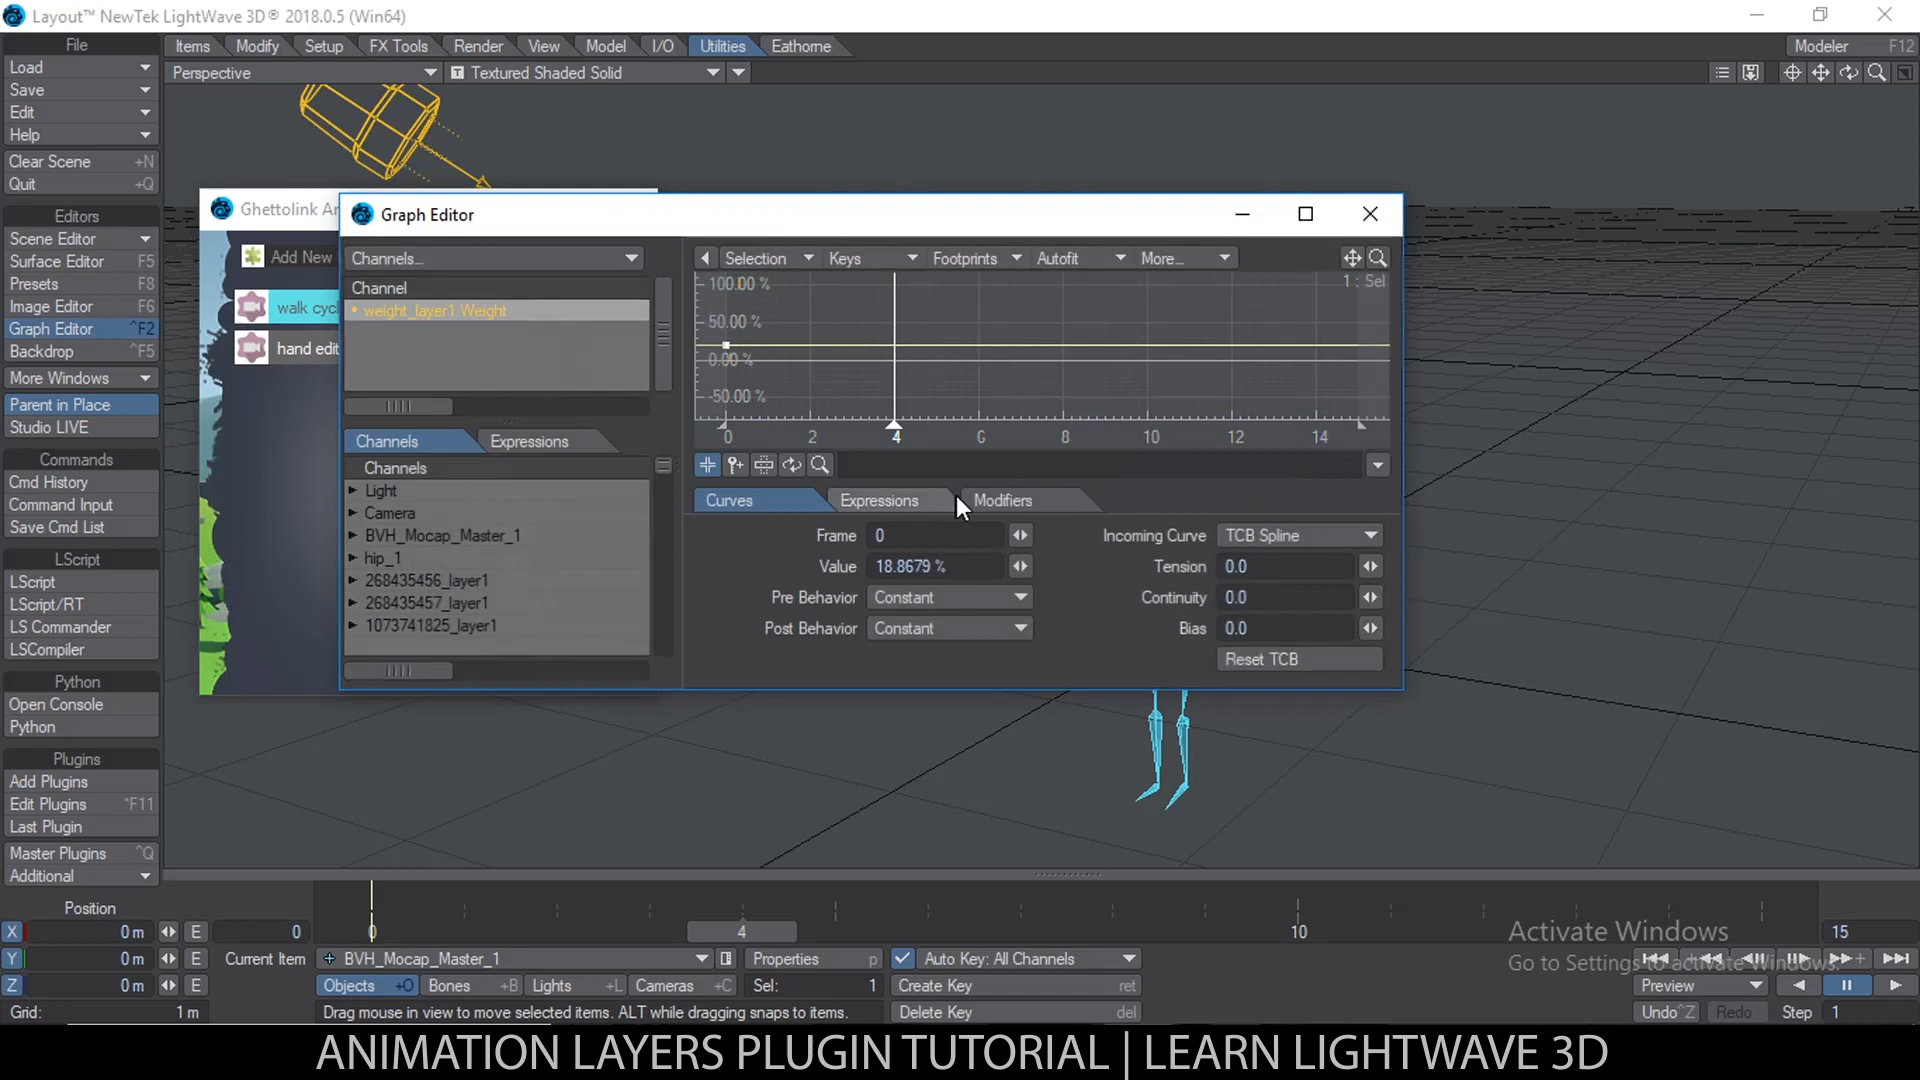 Layout™ NewTek LightWave 3D® 2018.0.5 (Win64)
File
Items Modify Setup FX Tools Render View Model I/O Utilities Eathorne Modeler F12
Load
Perspective T Textured Shaded Solid
Save
Edit
Help
Clear Scene +N
Quit +Q
Editors
Scene Editor
Surface Editor F5
Presets F8
Image Editor F6
Graph Editor ^F2
Backdrop ^F5
More Windows
Parent in Place
Studio LIVE
Commands
Cmd History
Command Input
Save Cmd List
LScript
LScript
LScript/RT
LS Commander
LSCompiler
Python
Open Console
Python
Plugins
Add Plugins
Edit Plugins ^F11
Last Plugin
Master Plugins ^Q
Additional
Ghettolink
Add New
walk cycl
hand edit
Graph Editor
Channels...
Channel
weight_layer1.Weight
Channels Expressions
Channels
Light
Camera
BVH_Mocap_Master_1
hip_1
268435456_layer1
268435457_layer1
1073741825_layer1
Selection Keys Footprints Autofit More...
100.00 % 1 : Sel
50.00 %
0.00 %
-50.00 %
0 2 4 6 8 10 12 14
Curves Expressions Modifiers
Frame 0 Incoming Curve TCB Spline
Value 18.8679 % Tension 0.0
Pre Behavior Constant Continuity 0.0
Post Behavior Constant Bias 0.0
Reset TCB
Position
X 0 m E 0 0 4 10 15
Y 0 m E Current Item BVH_Mocap_Master_1 Properties p Auto Key: All Channels
Z 0 m E Objects +O Bones +B Lights +L Cameras +C Sel: 1 Create Key ret Preview
Grid: 1 m Drag mouse in view to move selected items. ALT while dragging snaps to items. Delete Key del Undo ^Z Redo Step 1
Activate Windows
Go to Settings to activate Windows.
ANIMATION LAYERS PLUGIN TUTORIAL | LEARN LIGHTWAVE 3D